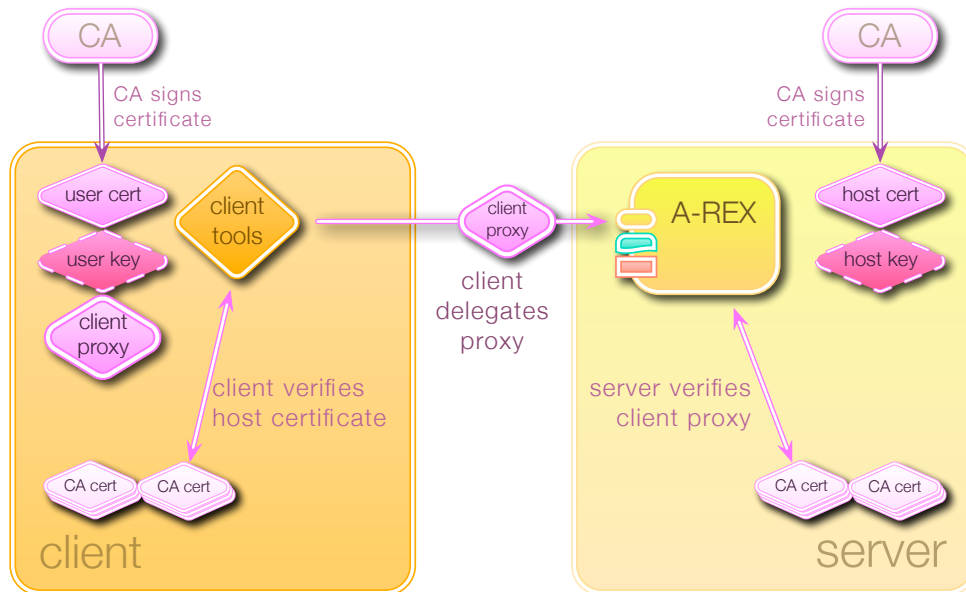 CA
CA signs
certificate
user cert
user key
client
proxy
client
tools
client verifies
host certificate
CA cert
CA cert
client
client
proxy
client
delegates
proxy
CA
CA signs
certificate
A-REX
host cert
host key
server verifies
client proxy
CA cert
CA cert
server